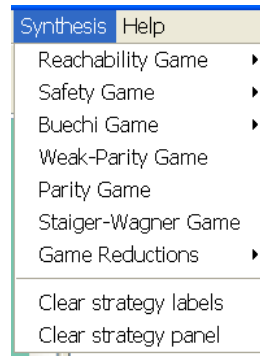 Synthesis Help
Reachability Game
Safety Game
Buechi Game
Weak-Parity Game
Parity Game
Staiger-Wagner Game
Game Reductions
Clear strategy labels
Clear strategy panel